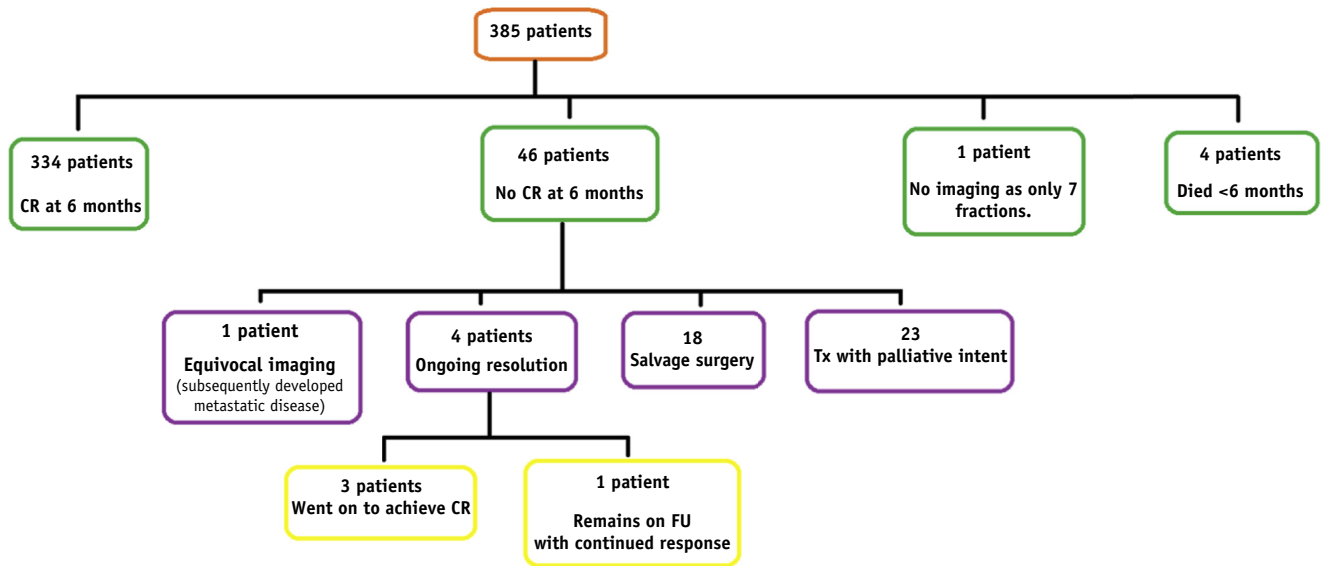 385 patients
334 patients
CR at 6 months
46 patients
No CR at 6 months
1 patient
No imaging as only 7
fractions.
4 patients
Died <6 months
1 patient
Equivocal imaging
(subsequently developed
metastatic disease)
4 patients
Ongoing resolution
18
Salvage surgery
23
Tx with palliative intent
3 patients
Went on to achieve CR
1 patient
Remains on FU
with continued response